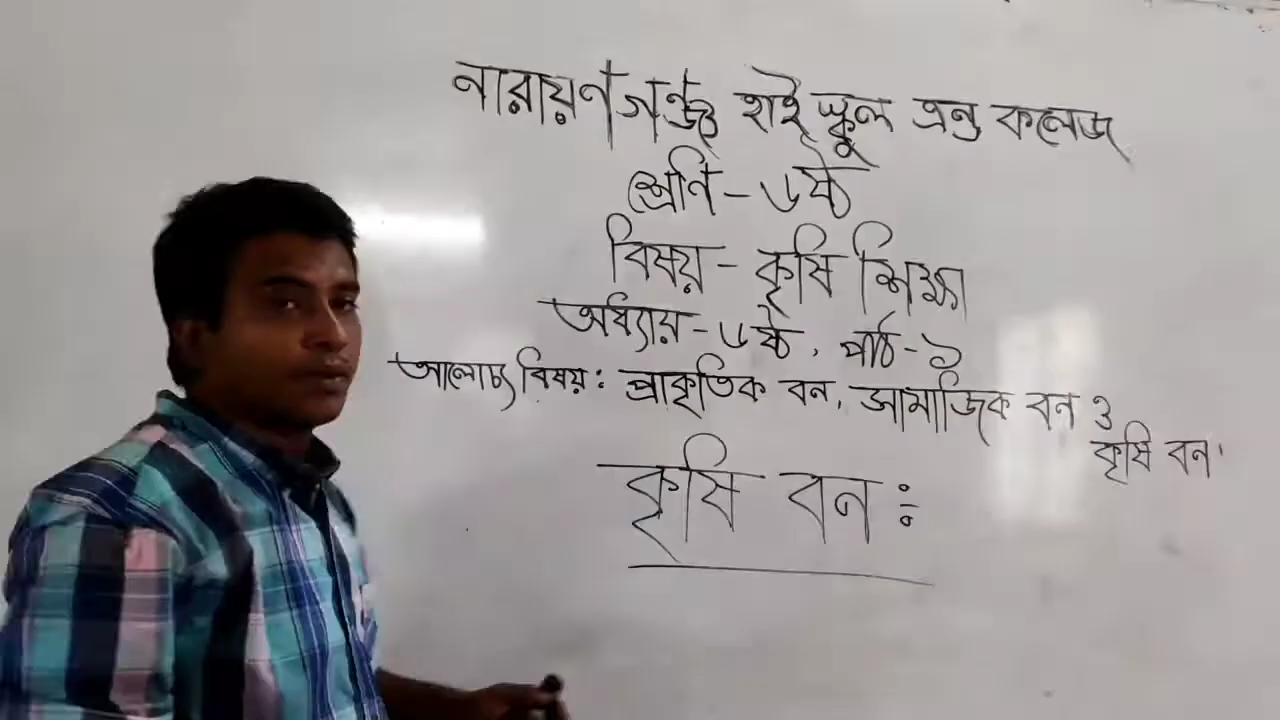 নারায়ণগঞ্জ হাই স্কুল এন্ড কলেজ
শ্রেণি - ৬ষ্ঠ
বিষয় - কৃষি শিক্ষা
অধ্যায় - ৬ষ্ঠ, পাঠ - ১
আলোচ্য বিষয় : প্রাকৃতিক বন, সামাজিক বন ও
কৃষি বন।
কৃষি বন :